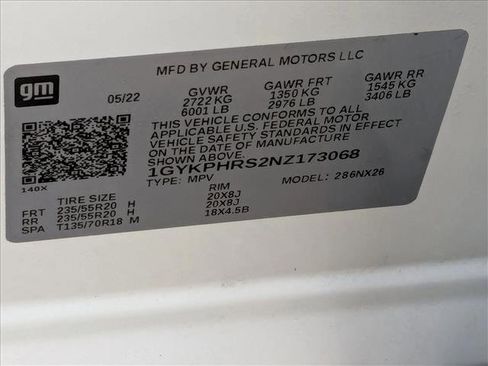 gm
MFD BY GENERAL MOTORS LLC
05/22
GVWR GAWR FRT GAWR RR
2722 KG 1350 KG 1545 KG
6001 LB 2976 LB 3406 LB
THIS VEHICLE CONFORMS TO ALL
APPLICABLE U.S. FEDERAL MOTOR
VEHICLE SAFETY STANDARDS IN EFFECT
ON THE DATE OF MANUFACTURE
SHOWN ABOVE.
1GYKPHRS2NZ173068
140X
TYPE: MPV MODEL: 286NX26
TIRE SIZE RIM
FRT 235/55R20 H 20X8J
RR 235/55R20 H 20X8J
SPA T135/70R18 M 18X4.5B